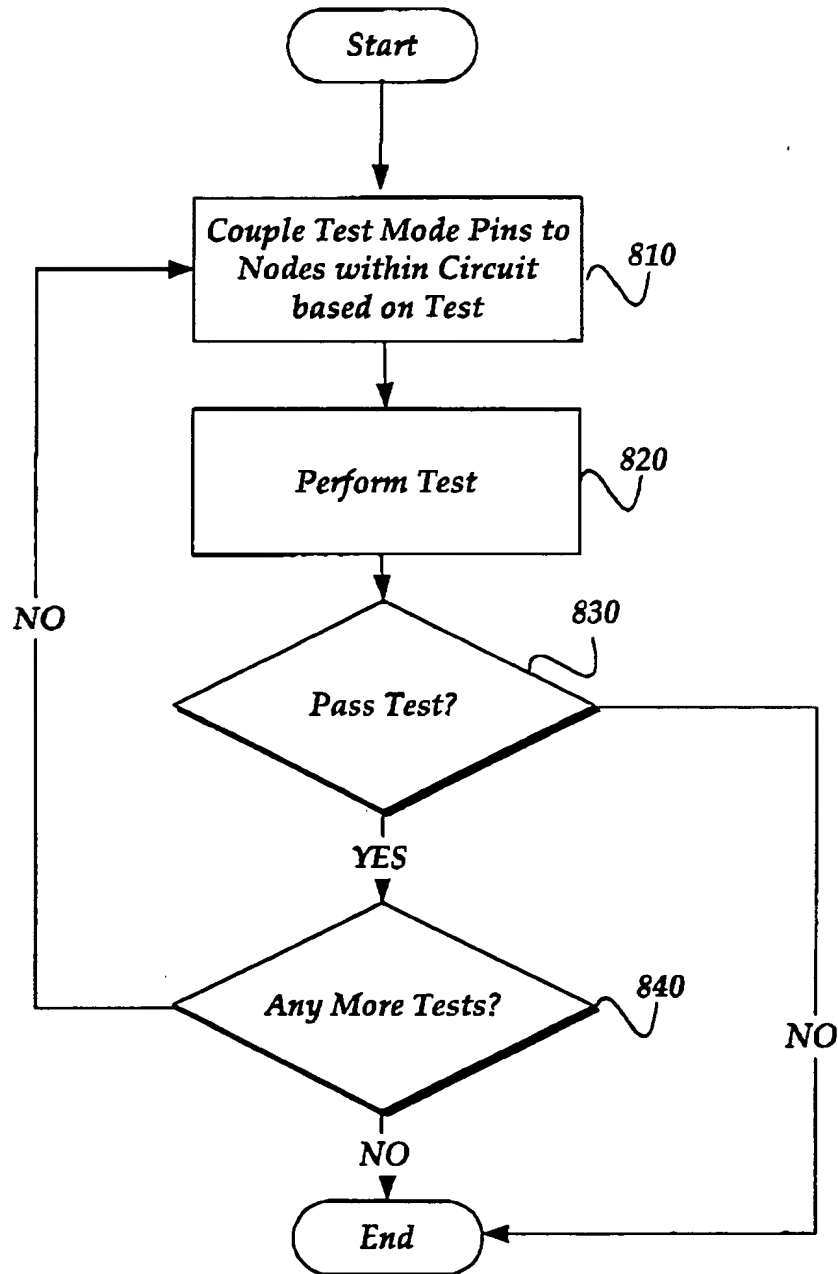 Start
Couple Test Mode Pins to
Nodes within Circuit
based on Test
810
Perform Test
820
NO
830
Pass Test?
YES
Any More Tests?
840
NO
NO
End